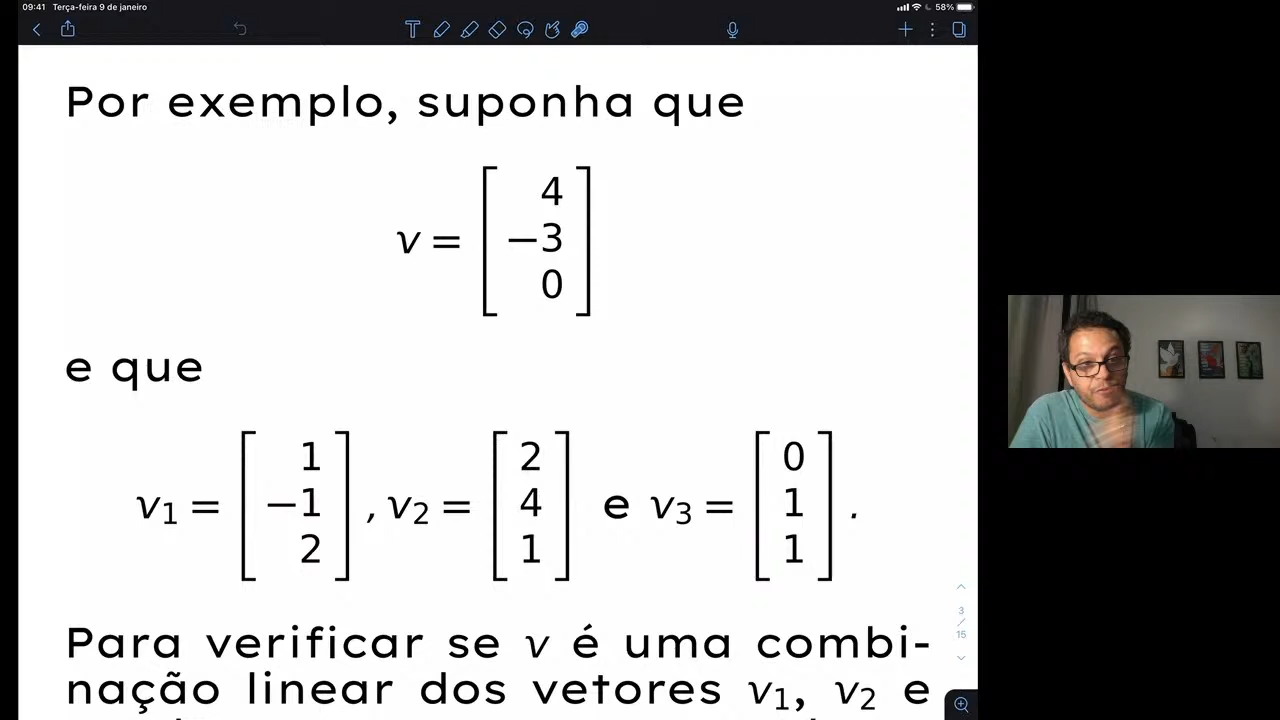 09:41 Terça-feira 9 de janeiro 58%
Por exemplo, suponha que
v = [ 4 −3 0 ]
e que
v1 = [ 1 −1 2 ] , v2 = [ 2 4 1 ] e v3 = [ 0 1 1 ] .
3 / 15
Para verificar se v é uma combi-
nação linear dos vetores v1, v2 e